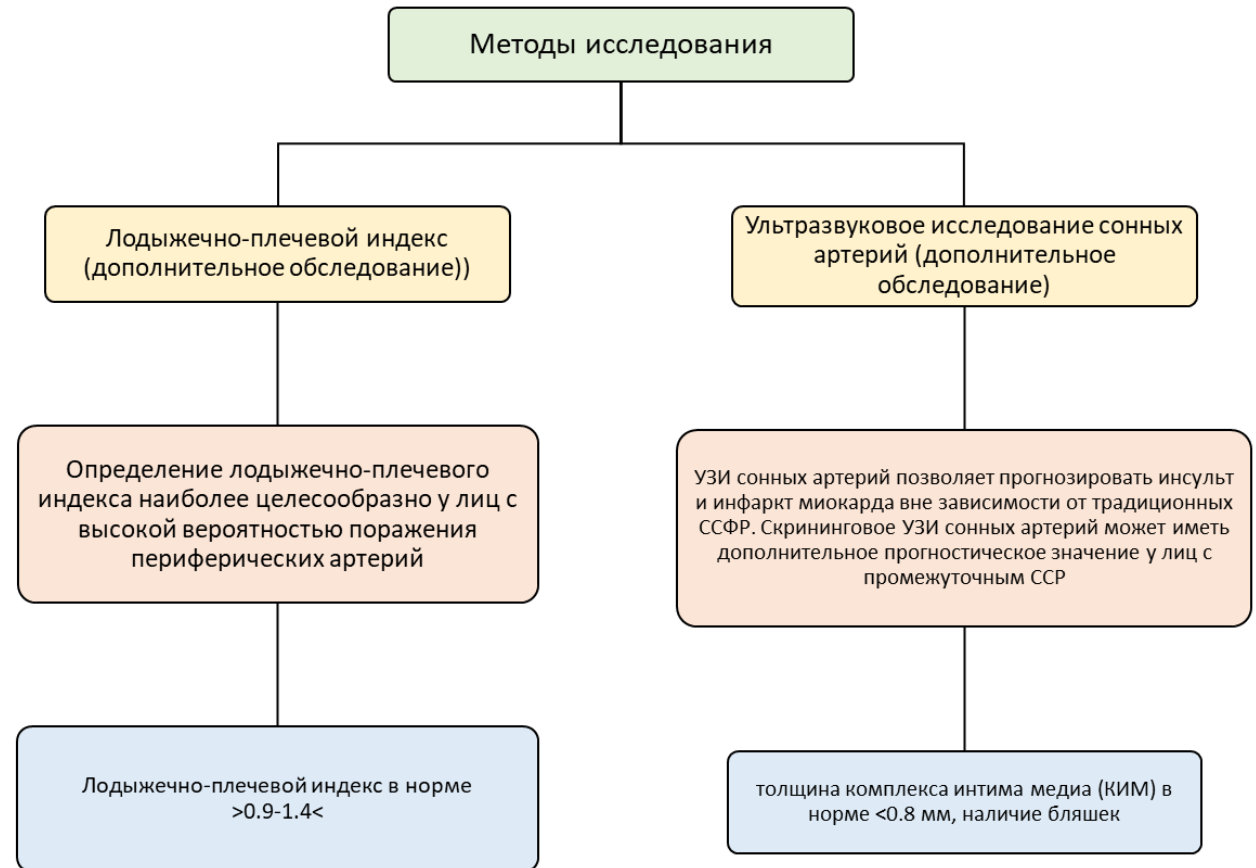 Методы исследования
Лодыжечно-плечевой индекс
(дополнительное обследование))
Ультразвуковое исследование сонных
артерий (дополнительное
обследование)
Определение лодыжечно-плечевого
индекса наиболее целесообразно у лиц с
высокой вероятностью поражения
периферических артерий
УЗИ сонных артерий позволяет прогнозировать инсульт
и инфаркт миокарда вне зависимости от традиционных
ССФР. Скрининговое УЗИ сонных артерий может иметь
дополнительное прогностическое значение у лиц с
промежуточным ССР
Лодыжечно-плечевой индекс в норме
>0.9-1.4<
толщина комплекса интима медиа (КИМ) в
норме <0.8 мм, наличие бляшек